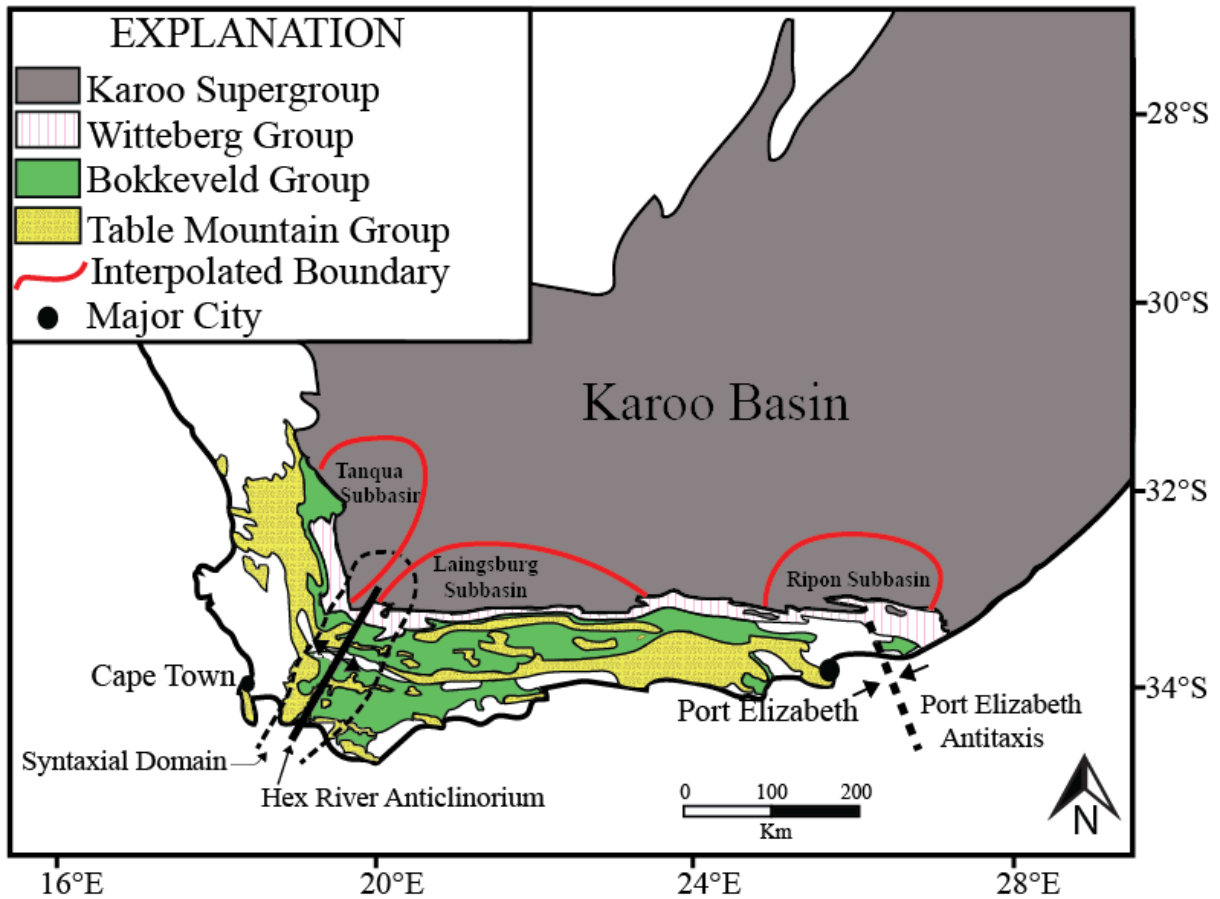 EXPLANATION
Karoo Supergroup
Witteberg Group
Bokkeveld Group
Table Mountain Group
Interpolated Boundary
Major City
28°S
30°S
32°S
34°S
Karoo Basin
Tanqua
Subbasin
Laingsburg
Subbasin
Ripon Subbasin
Cape Town
Port Elizabeth
Port Elizabeth
Antitaxis
Syntaxial Domain
Hex River Anticlinorium
0 100 200
Km
N
16°E 20°E 24°E 28°E